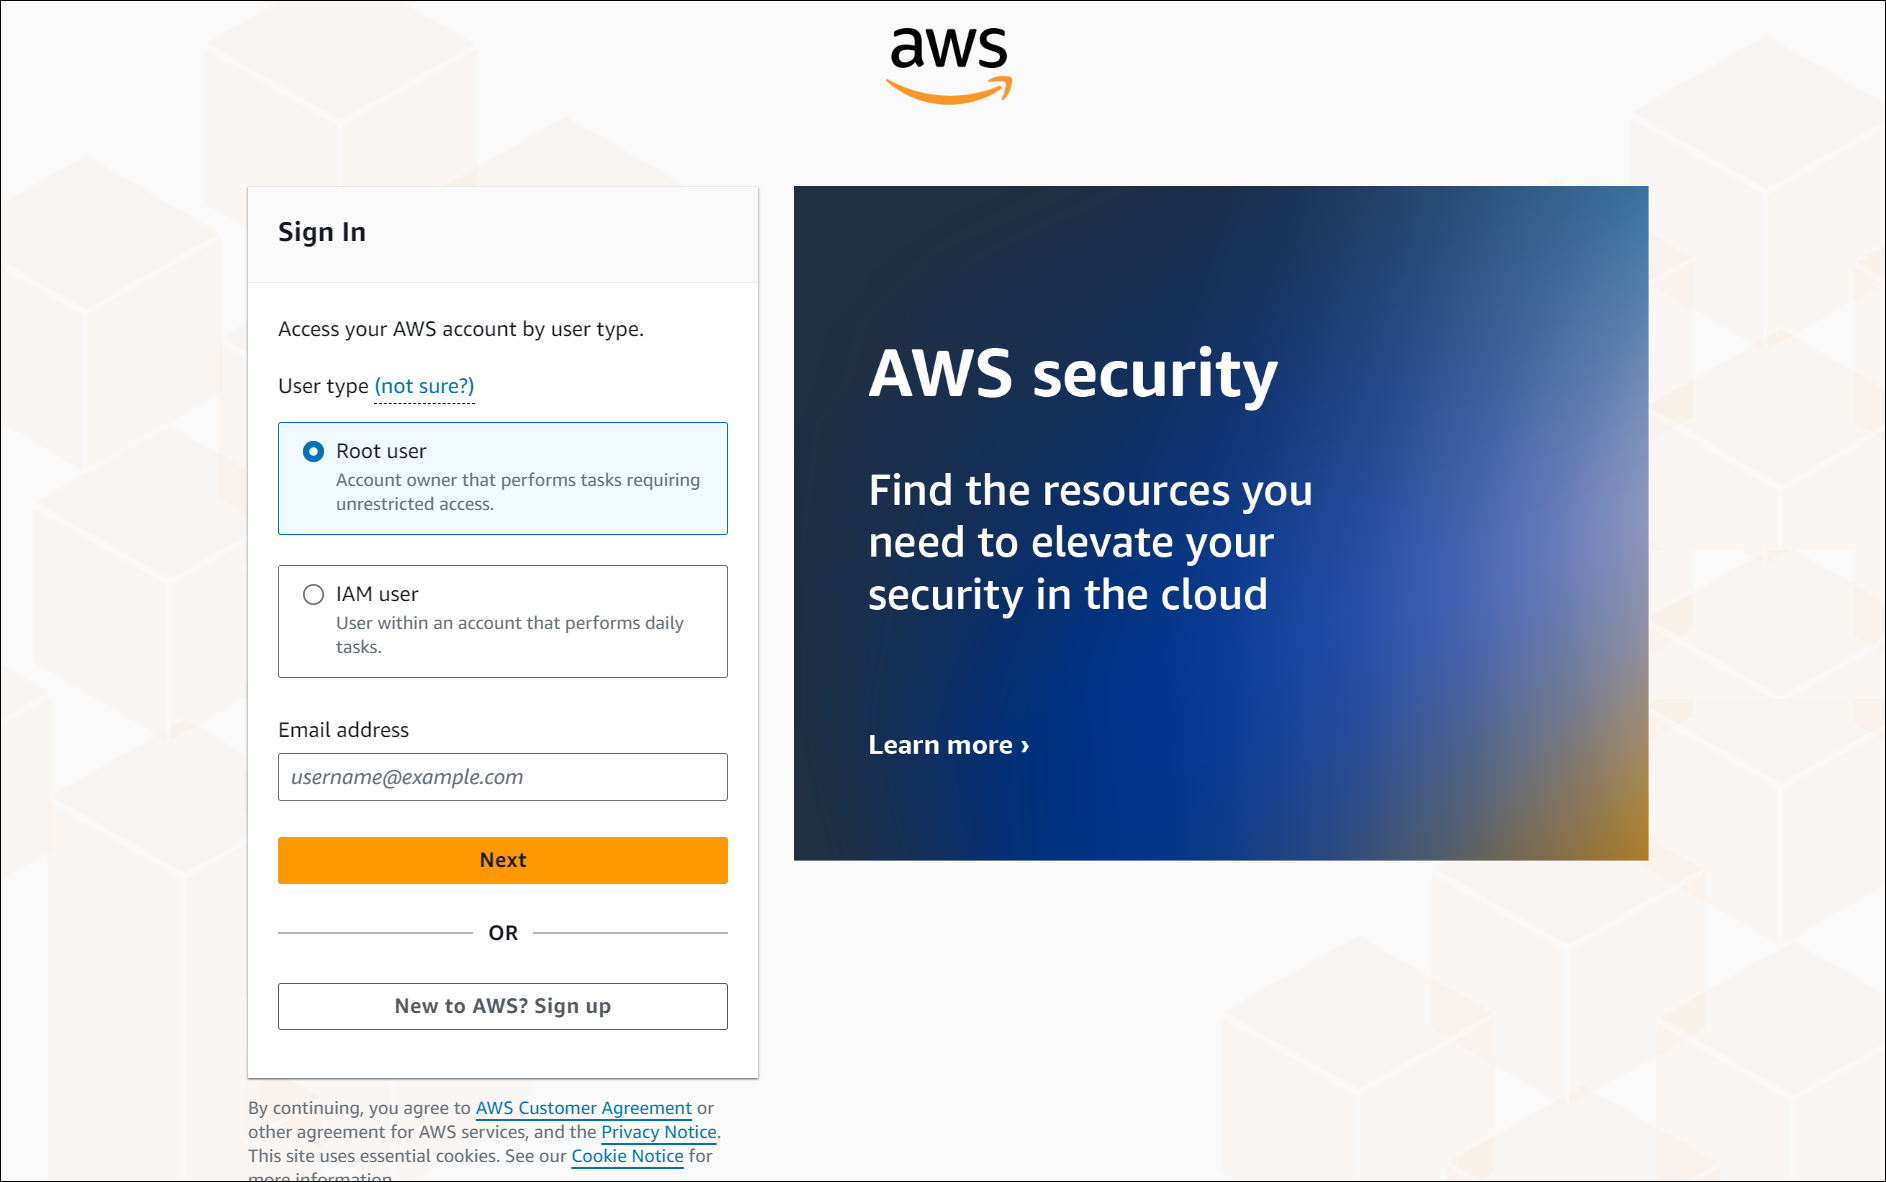 aws
Sign In
Access your AWS account by user type.
User type (not sure?)
Root user
Account owner that performs tasks requiring
unrestricted access.
IAM user
User within an account that performs daily
tasks.
Email address
username@example.com
Next
OR
New to AWS? Sign up
By continuing, you agree to AWS Customer Agreement or
other agreement for AWS services, and the Privacy Notice.
This site uses essential cookies. See our Cookie Notice for
more information.
AWS security
Find the resources you
need to elevate your
security in the cloud
Learn more ›